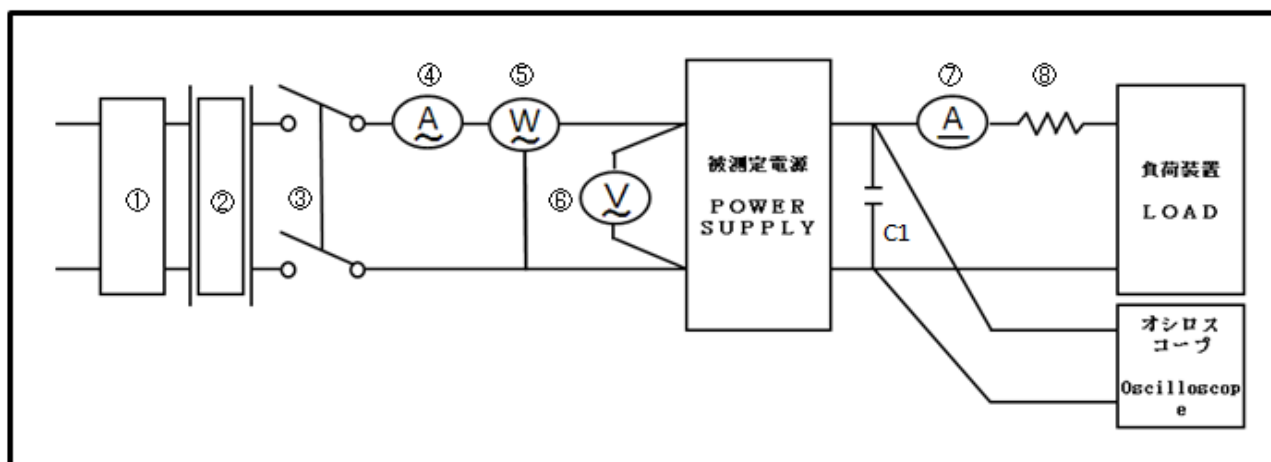 ①
②
③
④
A
⑤
W
⑥
V
被測定電源
POWER
SUPPLY
C1
⑦
A
⑧
負荷装置
LOAD
オシロス
コープ
Oscilloscop
e